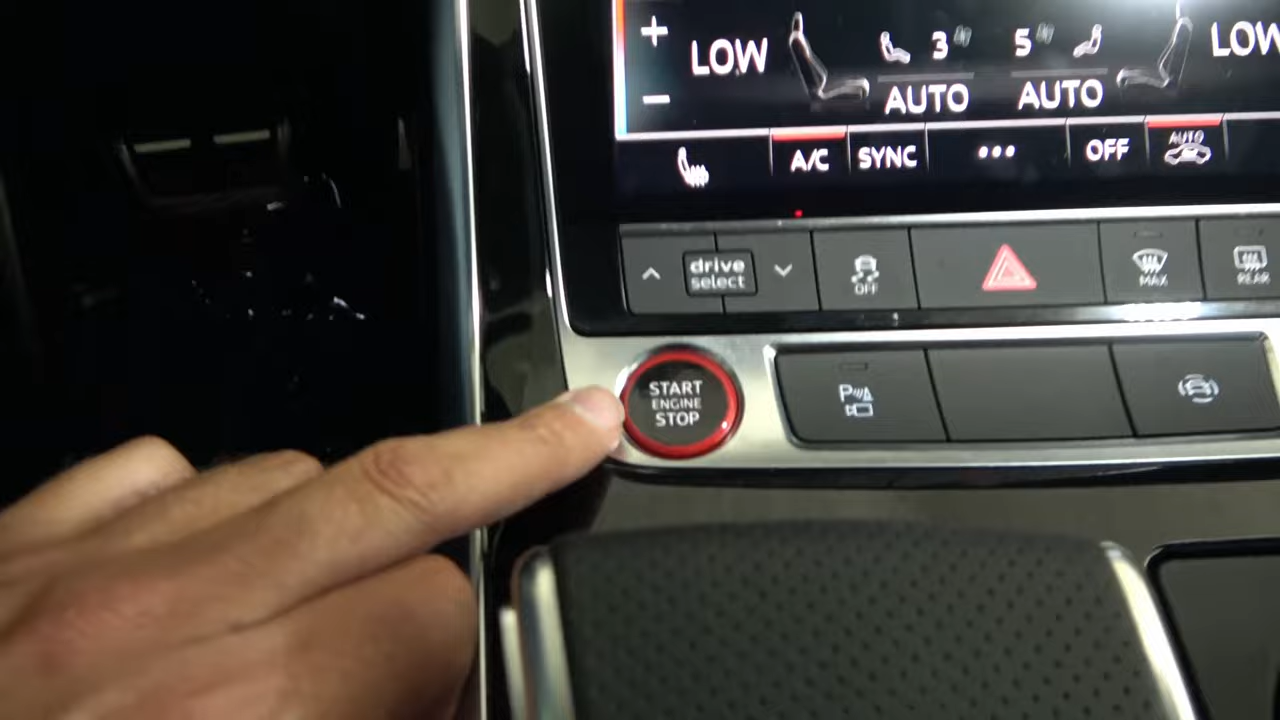 LOW 3 5 LOW
AUTO AUTO
A/C SYNC OFF AUTO
drive
select
OFF
MAX
REAR
START
ENGINE
STOP
P